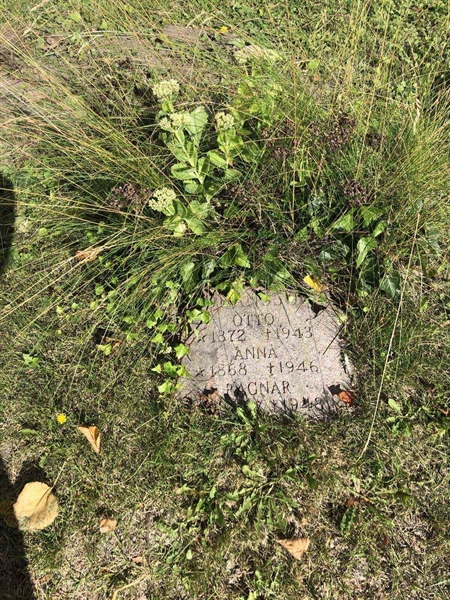 OTTO
*1872 †1943
ANNA
*1868 †1946
RAGNAR